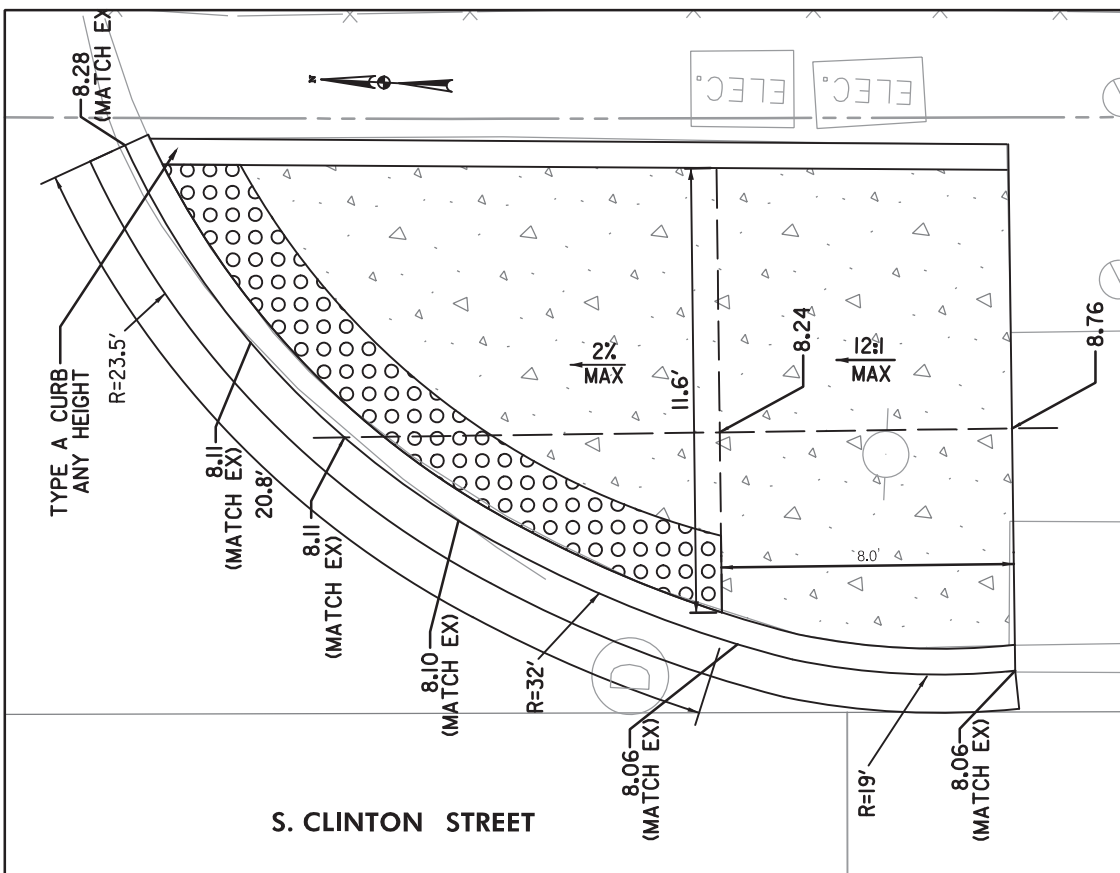 8.28
(MATCH EX
N
ELEC.
ELEC.
TYPE A CURB
ANY HEIGHT
R=23.5'
8.11
(MATCH EX)
20.8'
8.11
(MATCH EX)
8.10
(MATCH EX)
R=32'
2%
MAX
11.6'
8.24
12:1
MAX
8.76
8.0'
D
8.06
(MATCH EX)
R=19'
8.06
(MATCH EX)
S. CLINTON STREET